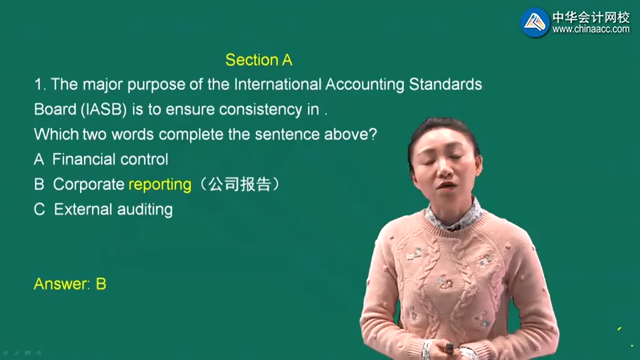 中华会计网校
www.chinaacc.com
Section A
1. The major purpose of the International Accounting Standards
Board (IASB) is to ensure consistency in .
Which two words complete the sentence above?
A Financial control
B Corporate reporting（公司报告）
C External auditing
Answer: B